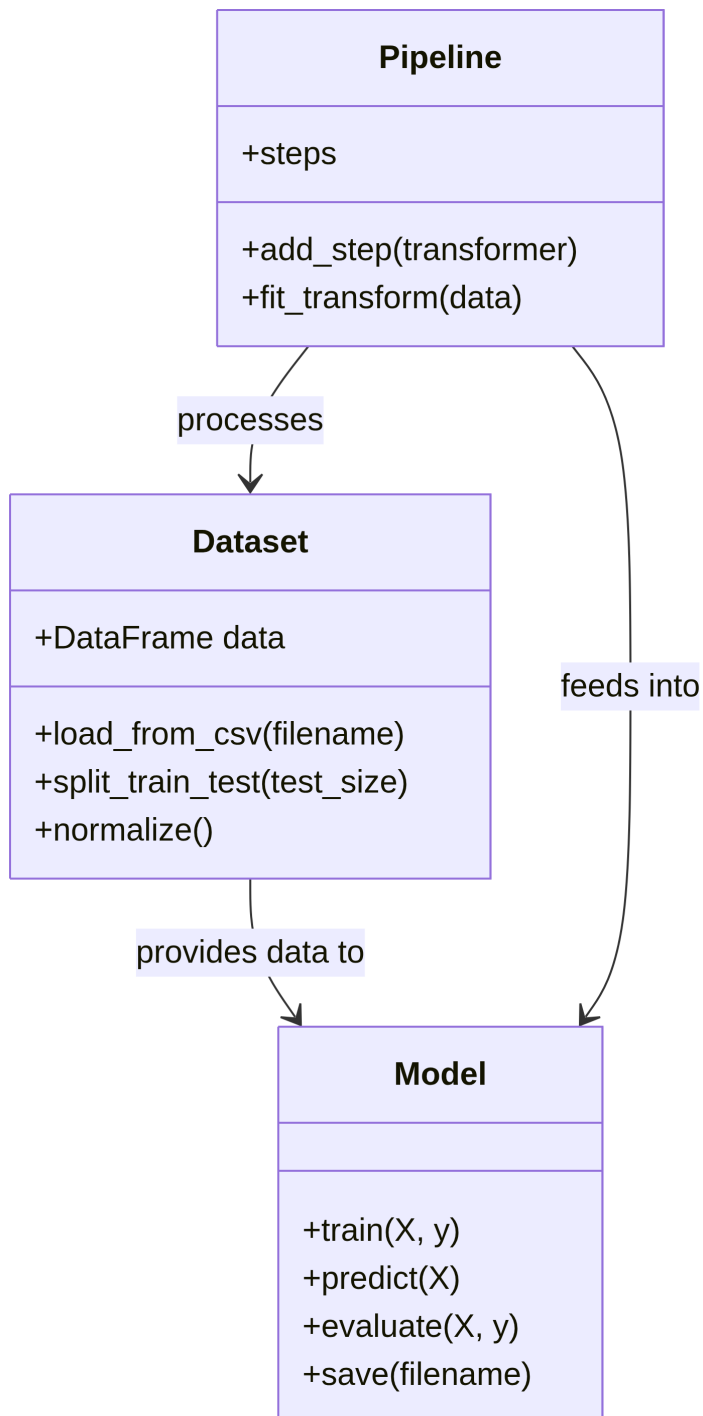 Pipeline
+steps
+add_step(transformer)
+fit_transform(data)
processes
Dataset
+DataFrame data
+load_from_csv(filename)
+split_train_test(test_size)
+normalize()
feeds into
provides data to
Model
+train(X, y)
+predict(X)
+evaluate(X, y)
+save(filename)